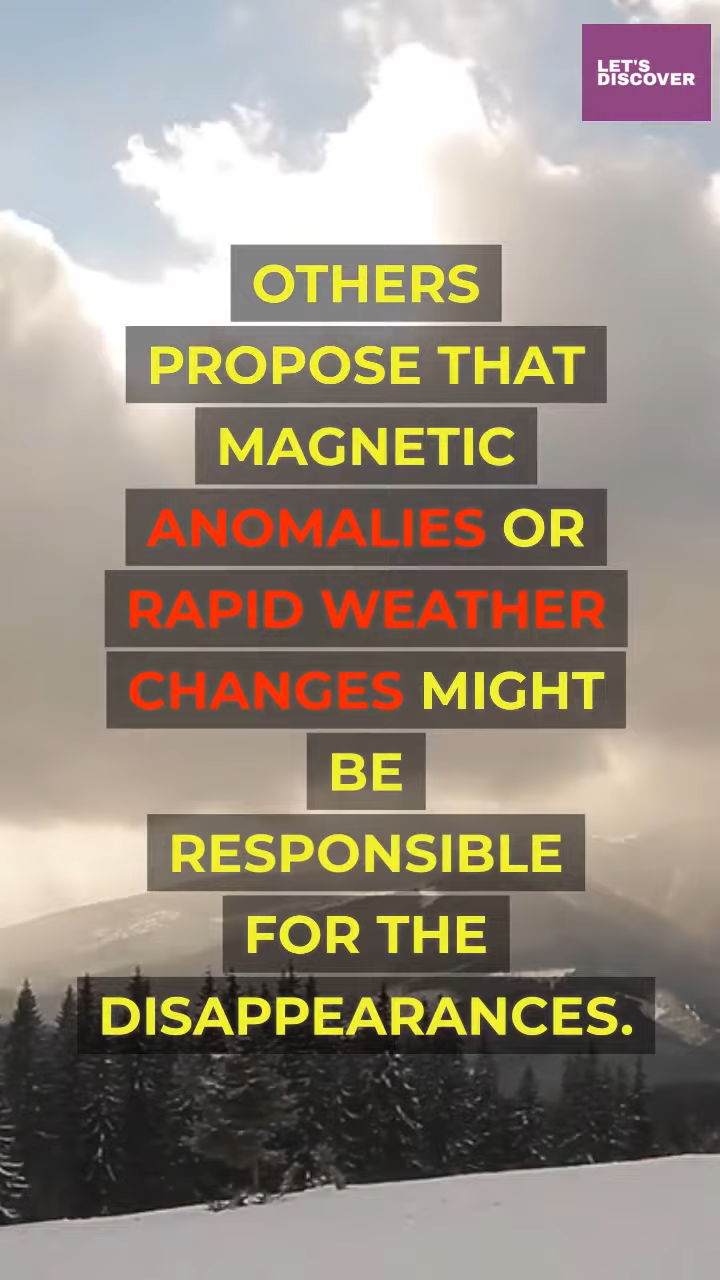 LET'S
DISCOVER
OTHERS
PROPOSE THAT
MAGNETIC
ANOMALIES OR
RAPID WEATHER
CHANGES MIGHT
BE
RESPONSIBLE
FOR THE
DISAPPEARANCES.